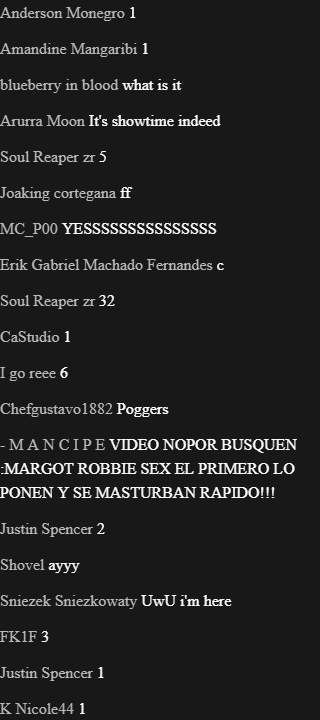 Anderson Monegro 1
Amandine Mangaribi 1
blueberry in blood what is it
Arurra Moon It's showtime indeed
Soul Reaper zr 5
Joaking cortegana ff
MC_P00 YESSSSSSSSSSSSSSS
Erik Gabriel Machado Fernandes c
Soul Reaper zr 32
CaStudio 1
I go reee 6
Chefgustavo1882 Poggers
- M A N C I P E VIDEO NOPOR BUSQUEN
:MARGOT ROBBIE SEX EL PRIMERO LO
PONEN Y SE MASTURBAN RAPIDO!!!
Justin Spencer 2
Shovel ayyy
Sniezek Sniezkowaty UwU i'm here
FK1F 3
Justin Spencer 1
K Nicole44 1